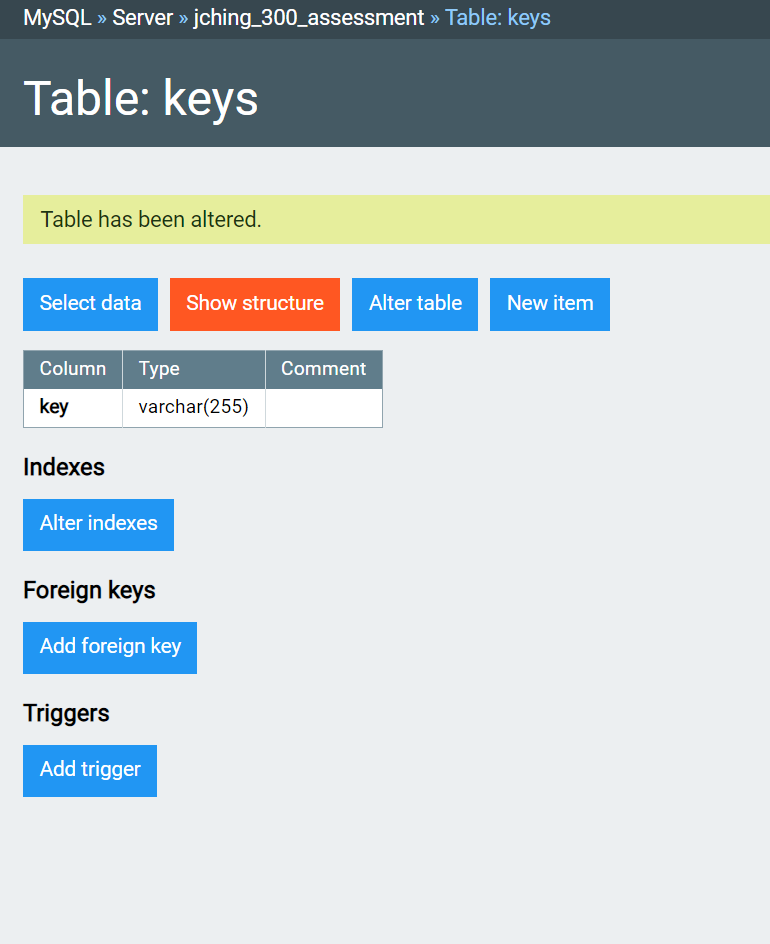 MySQL » Server » jching_300_assessment » Table: keys
Table: keys
Table has been altered.
Select data Show structure Alter table New item
Column Type Comment
key varchar(255)
Indexes
Alter indexes
Foreign keys
Add foreign key
Triggers
Add trigger